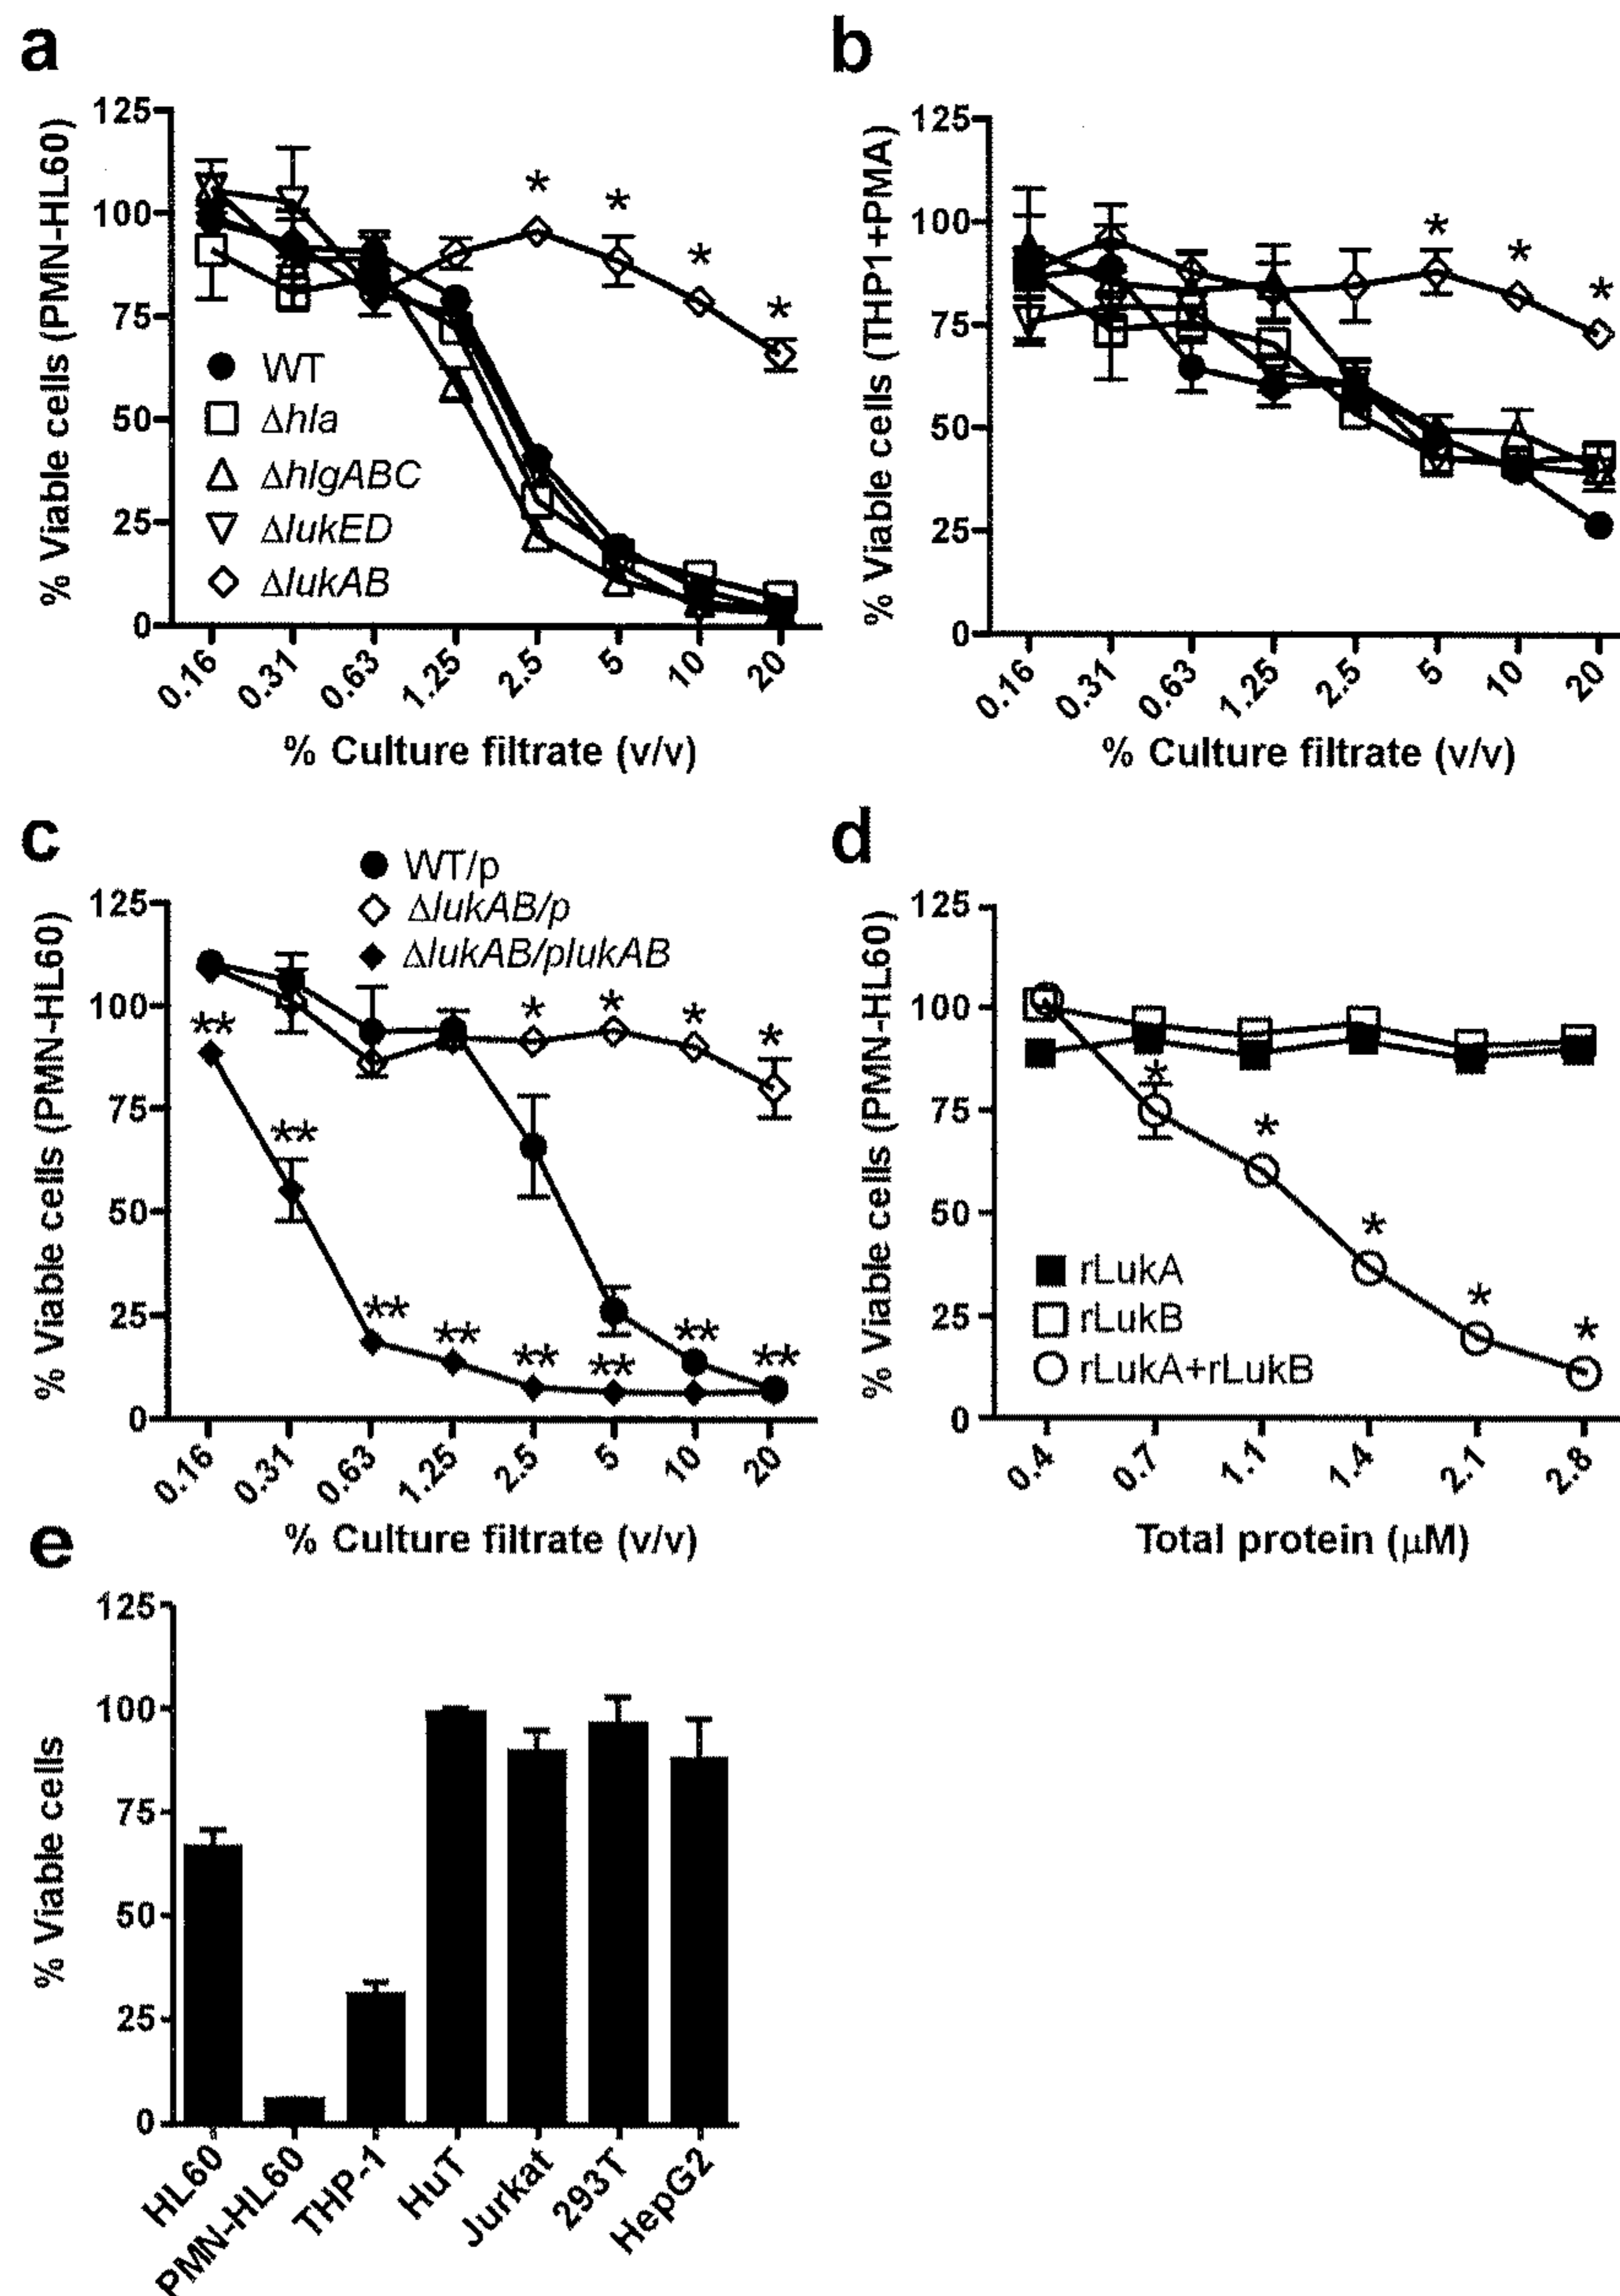 a
% Viable cells (PMN-HL60)
125
100
75
50
25
0
WT
Δhla
ΔhlgABC
ΔlukED
ΔlukAB
* * * *
0.16 0.31 0.63 1.25 2.5 5 10 20
% Culture filtrate (v/v)
b
% Viable cells (THP1+PMA)
125
100
75
50
25
0
* * *
0.16 0.31 0.63 1.25 2.5 5 10 20
% Culture filtrate (v/v)
c
% Viable cells (PMN-HL60)
125
100
75
50
25
0
WT/p
ΔlukAB/p
ΔlukAB/plukAB
* * * *
** ** ** ** ** ** ** **
0.16 0.31 0.63 1.25 2.5 5 10 20
% Culture filtrate (v/v)
d
% Viable cells (PMN-HL60)
125
100
75
50
25
0
* * * * *
rLukA
rLukB
rLukA+rLukB
0.4 0.7 1.1 1.4 2.1 2.8
Total protein (μM)
e
% Viable cells
125
100
75
50
25
0
HL60 PMN-HL60 THP-1 HuT Jurkat 293T HepG2